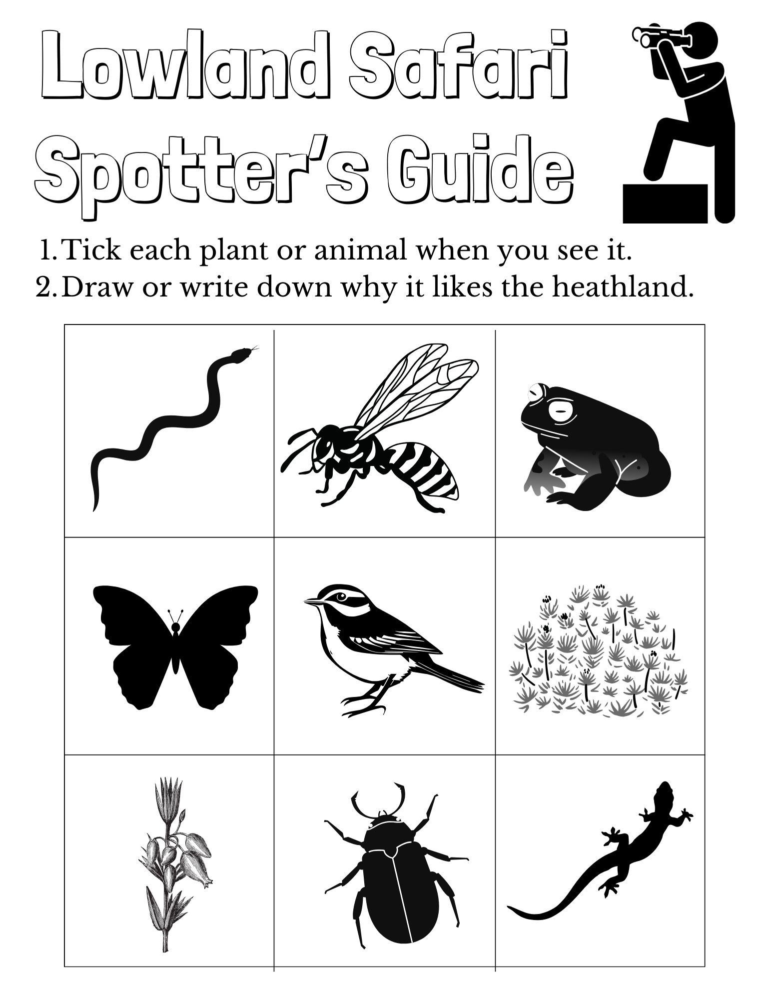 Lowland Safari
Spotter's Guide
1. Tick each plant or animal when you see it.
2. Draw or write down why it likes the heathland.